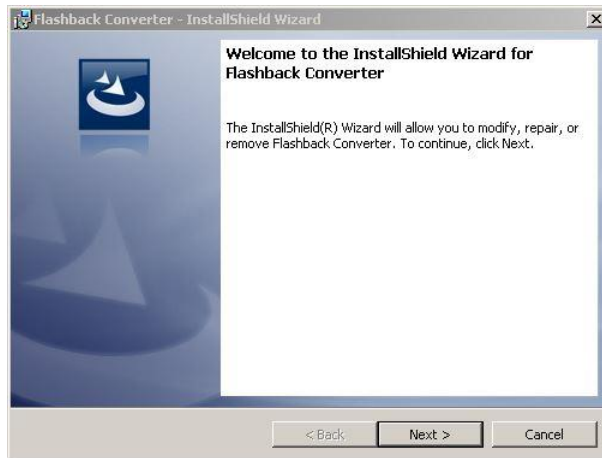 Flashback Converter - InstallShield Wizard
Welcome to the InstallShield Wizard for
Flashback Converter
The InstallShield(R) Wizard will allow you to modify, repair, or
remove Flashback Converter. To continue, click Next.
< Back
Next >
Cancel